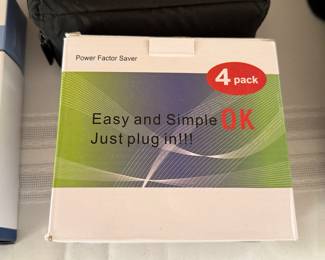 Power Factor Saver
4 pack
Easy and Simple OK
Just plug in!!!